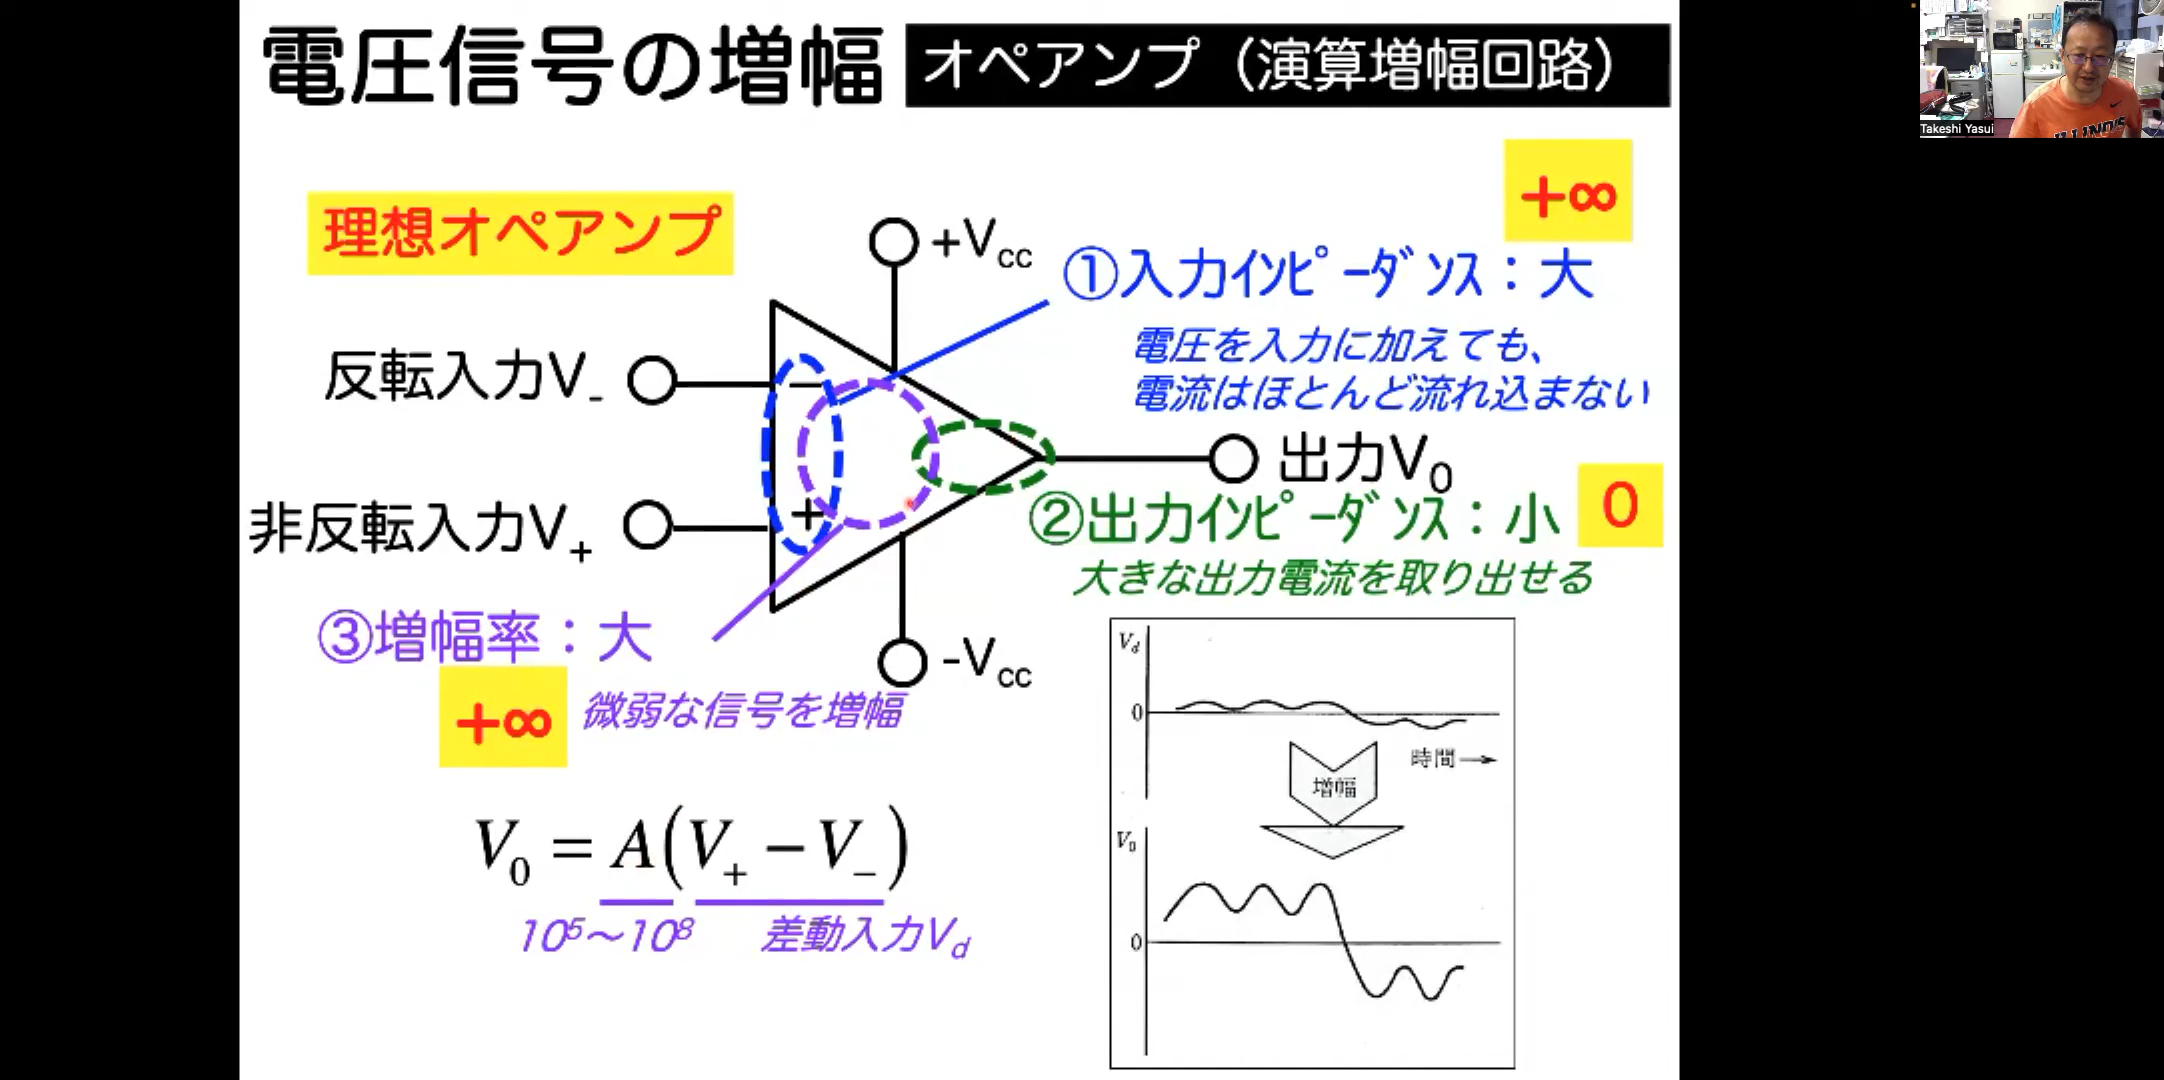 電圧信号の増幅
オペアンプ（演算増幅回路）
Takeshi Yasui
ILLINOIS
理想オペアンプ
+Vcc
+∞
①入力ｲﾝﾋﾟｰﾀﾞﾝｽ：大
電圧を入力に加えても、
電流はほとんど流れ込まない
反転入力V-
−
出力V0
非反転入力V+
+
②出力ｲﾝﾋﾟｰﾀﾞﾝｽ：小
0
大きな出力電流を取り出せる
③増幅率：大
-Vcc
+∞
微弱な信号を増幅
V0 = A(V+ − V−)
10⁵～10⁸
差動入力Vd
Vd
0
時間
増幅
V0
0